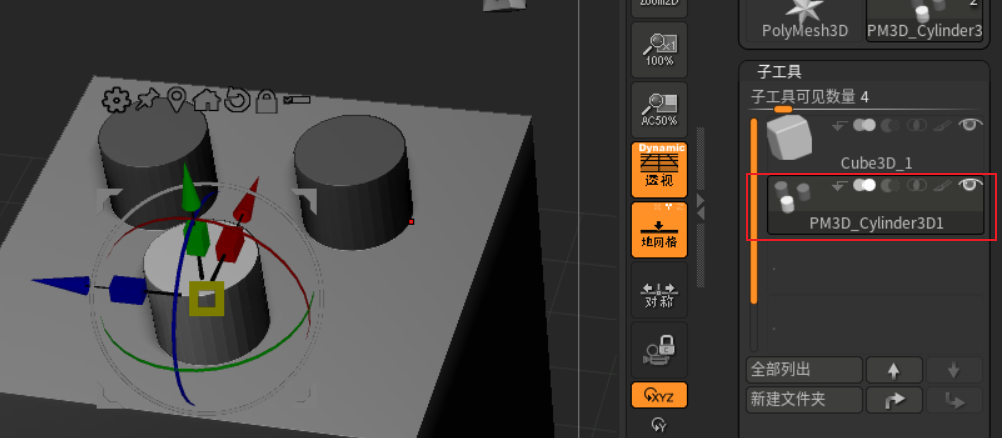 Zoom2D
100%
AC50%
Dynamic
透视
地网格
对称
XYZ
Y
2
PolyMesh3D
PM3D_Cylinder3
子工具
子工具可见数量 4
Cube3D_1
PM3D_Cylinder3D1
全部列出
新建文件夹